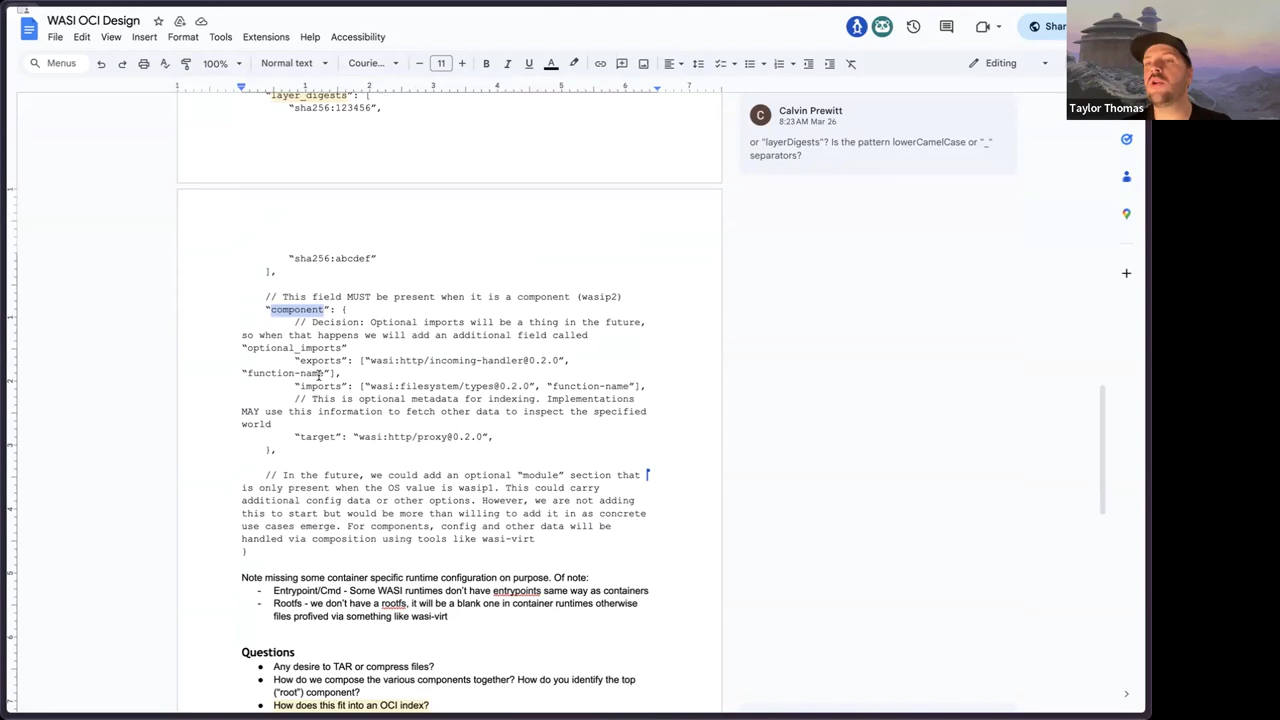 WASI OCI Design
File Edit View Insert Format Tools Extensions Help Accessibility
Shar
Menus 100% Normal text Courie... 11 Editing
Taylor Thomas
1 1 2 3 4 5 6 7
"layer_digests": [
"sha256:123456",
Calvin Prewitt
8:23 AM Mar 26
or "layerDigests"? Is the pattern lowerCamelCase or "_"
separators?
"sha256:abcdef"
],
// This field MUST be present when it is a component (wasip2)
"component": {
// Decision: Optional imports will be a thing in the future,
so when that happens we will add an additional field called
"optional_imports"
"exports": ["wasi:http/incoming-handler@0.2.0",
"function-name"],
"imports": ["wasi:filesystem/types@0.2.0", "function-name"],
// This is optional metadata for indexing. Implementations
MAY use this information to fetch other data to inspect the specified
world
"target": "wasi:http/proxy@0.2.0",
},
// In the future, we could add an optional "module" section that
is only present when the OS value is wasip1. This could carry
additional config data or other options. However, we are not adding
this to start but would be more than willing to add it in as concrete
use cases emerge. For components, config and other data will be
handled via composition using tools like wasi-virt
}
Note missing some container specific runtime configuration on purpose. Of note:
- Entrypoint/Cmd - Some WASI runtimes don't have entrypoints same way as containers
- Rootfs - we don't have a rootfs, it will be a blank one in container runtimes otherwise
files profived via something like wasi-virt
Questions
● Any desire to TAR or compress files?
● How do we compose the various components together? How do you identify the top
("root") component?
● How does this fit into an OCI index?